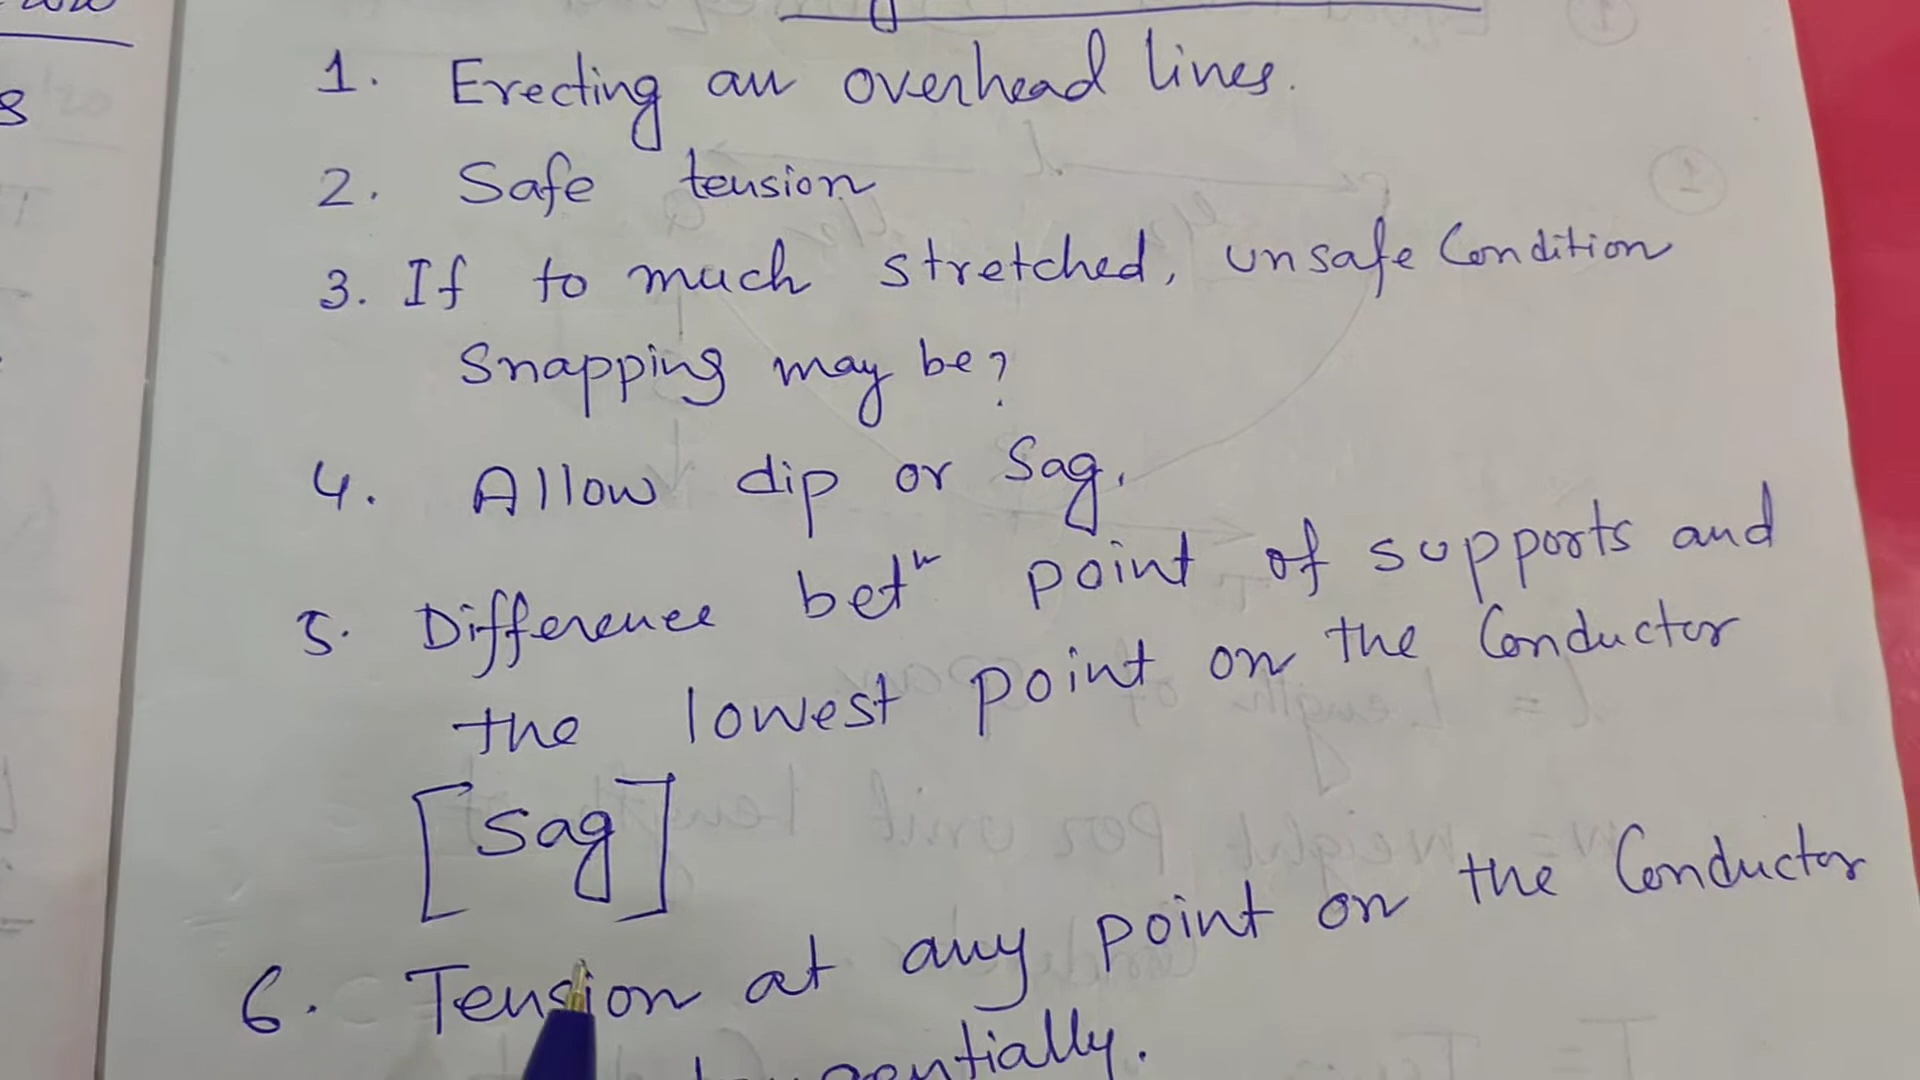 1. Erecting an overhead lines.
2. Safe tension
3. If to much stretched, unsafe Condition
Snapping may be?
4. Allow dip or Sag.
5. Difference betn point of supports and
the lowest point on the Conductor
[Sag]
6. Tension at any point on the Conductor